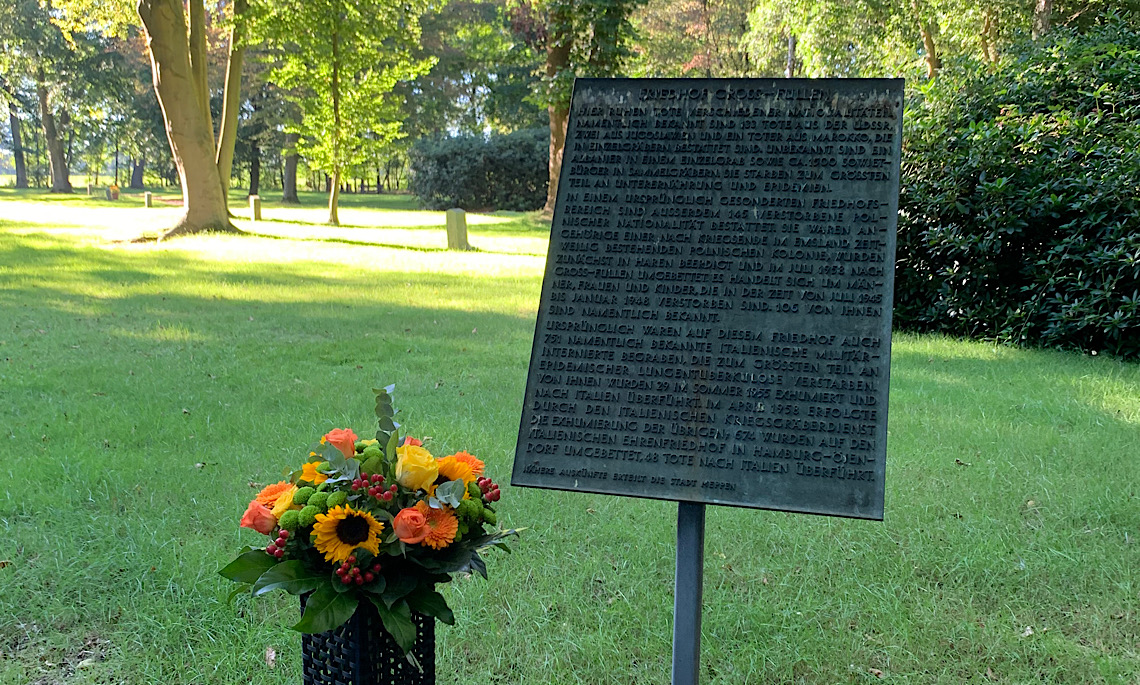 FRIEDHOF GROSS-FULLEN
HIER RUHEN TOTE VERSCHIEDENER NATIONALITÄTEN.
NAMENTLICH BEKANNT SIND TOTE AUS DER UDSSR,
ZWEI AUS JUGOSLAWIEN UND EIN TOTER AUS MAROKKO, DIE
IN EINZELGRÄBERN BESTATTET SIND. UNBEKANNT SIND EIN
ALBANIER IN EINEM EINZELGRAB SOWIE CA. 1500 SOWJET-
BÜRGER IN SAMMELGRÄBERN. SIE STARBEN ZUM GRÖSSTEN
TEIL AN UNTERERNÄHRUNG UND EPIDEMIEN.
IN EINEM URSPRÜNGLICH GESONDERTEN FRIEDHOFS-
BEREICH SIND AUSSERDEM 145 VERSTORBENE POL-
NISCHER NATIONALITÄT BESTATTET. SIE WAREN AN-
GEHÖRIGE EINER NACH KRIEGSENDE IM EMSLAND ZEIT-
WEILIG BESTEHENDEN POLNISCHEN KOLONIE, WURDEN
ZUNÄCHST IN HAREN BEERDIGT UND IM JULI 1952 NACH
GROSS-FULLEN UMGEBETTET. ES HANDELT SICH UM MÄN-
NER, FRAUEN UND KINDER, DIE IN DER ZEIT VON JULI 1945
BIS JANUAR 1948 VERSTORBEN SIND. 106 VON IHNEN
SIND NAMENTLICH BEKANNT.
URSPRÜNGLICH WAREN AUF DIESEM FRIEDHOF AUCH
751 NAMENTLICH BEKANNTE ITALIENISCHE MILITÄR-
INTERNIERTE BEGRABEN, DIE ZUM GRÖSSTEN TEIL AN
EPIDEMISCHER LUNGENTUBERKULOSE VERSTARBEN.
VON IHNEN WURDEN 29 IM SOMMER 1955 EXHUMIERT UND
NACH ITALIEN ÜBERFÜHRT. IM APRIL 1958 ERFOLGTE
DURCH DEN ITALIENISCHEN KRIEGSGRÄBERDIENST
DIE EXHUMIERUNG DER ÜBRIGEN; 674 WURDEN AUF DEN
ITALIENISCHEN EHRENFRIEDHOF IN HAMBURG-ÖJEN-
DORF UMGEBETTET, 48 TOTE NACH ITALIEN ÜBERFÜHRT.
NÄHERE AUSKÜNFTE ERTEILT DIE STADT MEPPEN